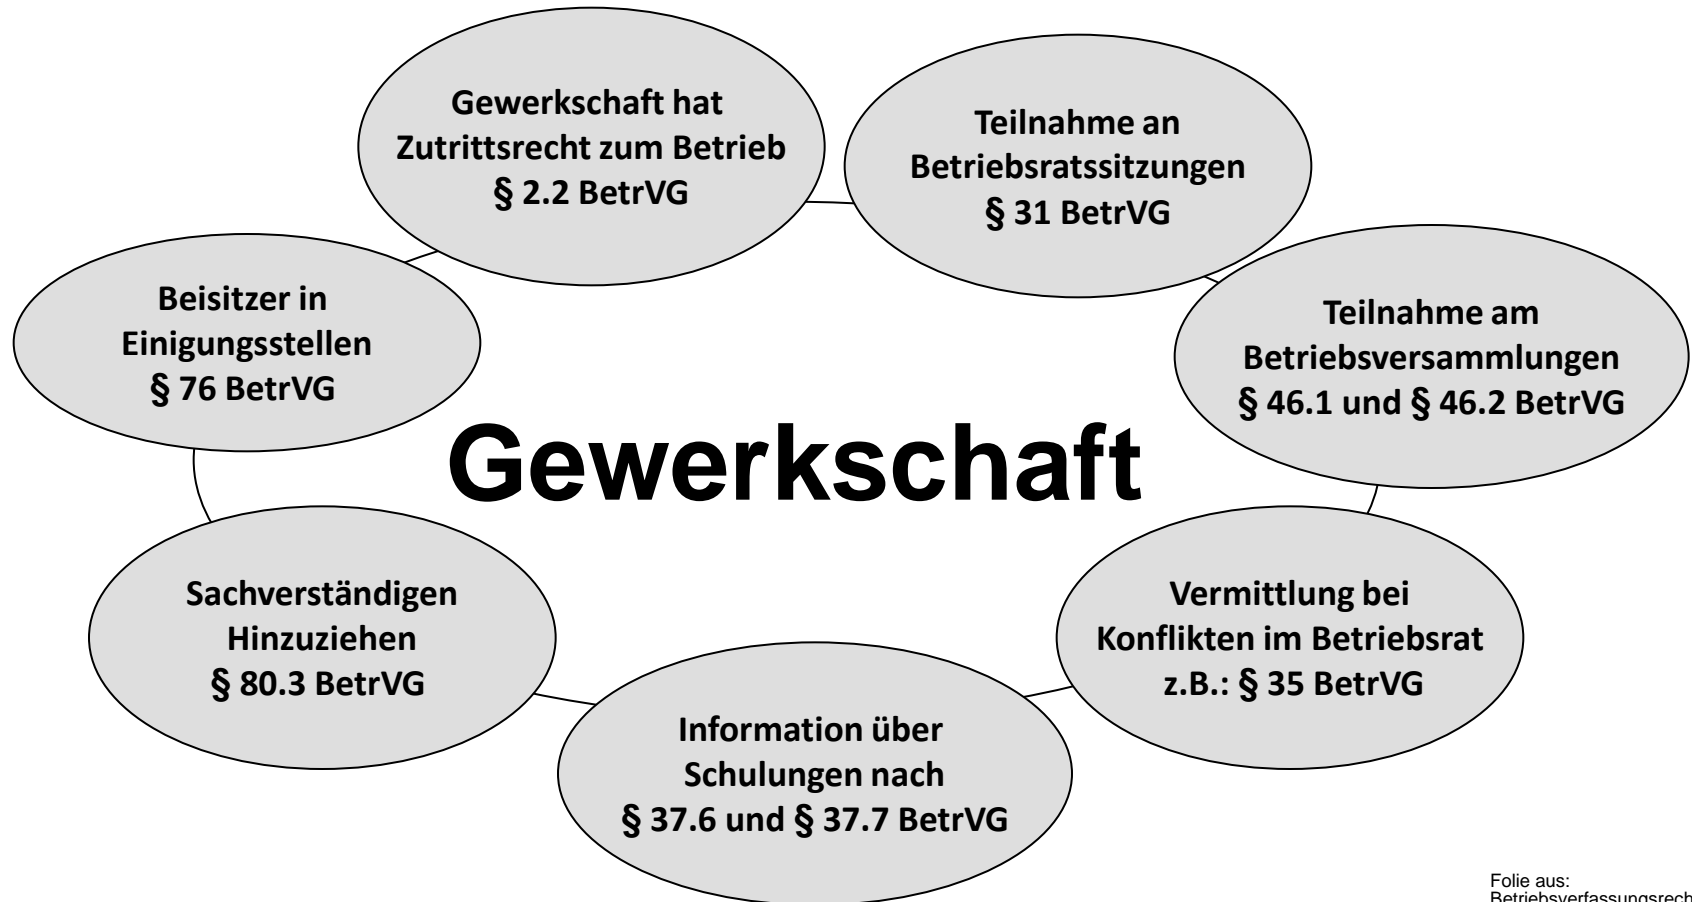 Gewerkschaft hat
Zutrittsrecht zum Betrieb
§ 2.2 BetrVG
Teilnahme an
Betriebsratssitzungen
§ 31 BetrVG
Beisitzer in
Einigungsstellen
§ 76 BetrVG
Teilnahme am
Betriebsversammlungen
§ 46.1 und § 46.2 BetrVG
Gewerkschaft
Sachverständigen
Hinzuziehen
§ 80.3 BetrVG
Vermittlung bei
Konflikten im Betriebsrat
z.B.: § 35 BetrVG
Information über
Schulungen nach
§ 37.6 und § 37.7 BetrVG
Folie aus: